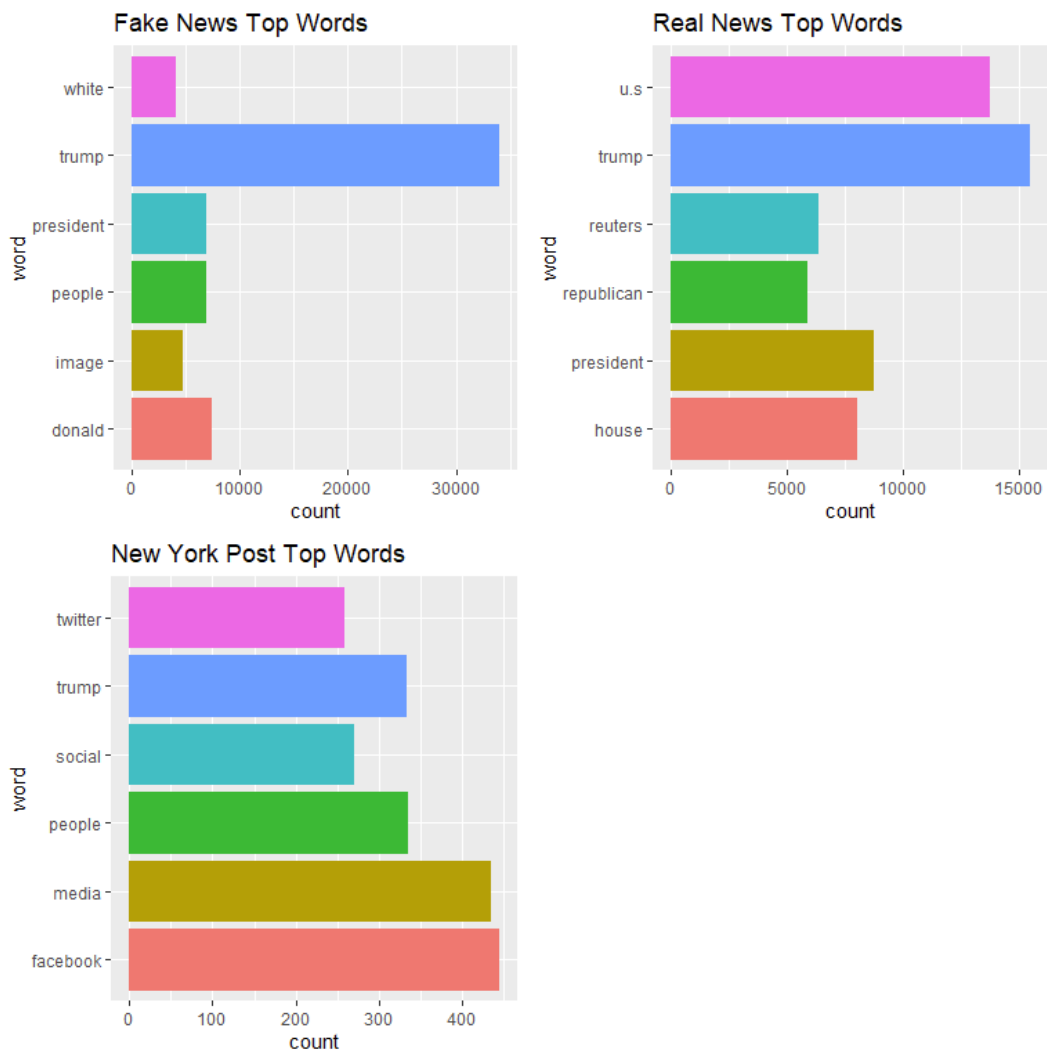 Fake News Top Words
white
trump
president
people
image
donald
word
0 10000 20000 30000
count
Real News Top Words
u.s
trump
reuters
republican
president
house
word
0 5000 10000 15000
count
New York Post Top Words
twitter
trump
social
people
media
facebook
word
0 100 200 300 400
count